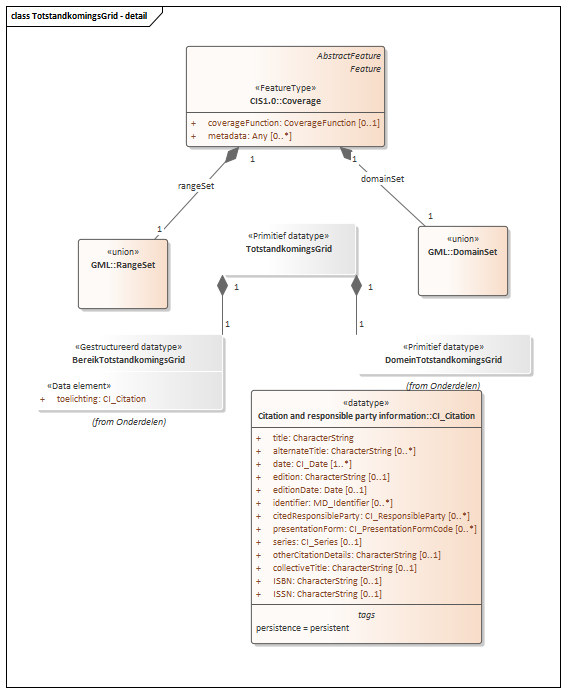 class TotstandkomingsGrid - detail
AbstractFeature
Feature
«FeatureType»
CIS1.0::Coverage
+ coverageFunction: CoverageFunction [0..1]
+ metadata: Any [0..*]
1
1
rangeSet
domainSet
1
1
«union»
GML::RangeSet
«Primitief datatype»
TotstandkomingsGrid
«union»
GML::DomainSet
1
1
1
1
«Gestructureerd datatype»
BereikTotstandkomingsGrid
«Data element»
+ toelichting: CI_Citation
(from Onderdelen)
«Primitief datatype»
DomeinTotstandkomingsGrid
(from Onderdelen)
«datatype»
Citation and responsible party information::CI_Citation
+ title: CharacterString
+ alternateTitle: CharacterString [0..*]
+ date: CI_Date [1..*]
+ edition: CharacterString [0..1]
+ editionDate: Date [0..1]
+ identifier: MD_Identifier [0..*]
+ citedResponsibleParty: CI_ResponsibleParty [0..*]
+ presentationForm: CI_PresentationFormCode [0..*]
+ series: CI_Series [0..1]
+ otherCitationDetails: CharacterString [0..1]
+ collectiveTitle: CharacterString [0..1]
+ ISBN: CharacterString [0..1]
+ ISSN: CharacterString [0..1]
tags
persistence = persistent